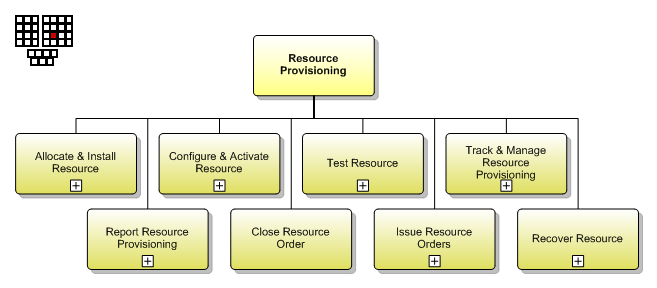 Resource
Provisioning
Allocate & Install
Resource
Configure & Activate
Resource
Test Resource
Track & Manage
Resource
Provisioning
Report Resource
Provisioning
Close Resource
Order
Issue Resource
Orders
Recover Resource